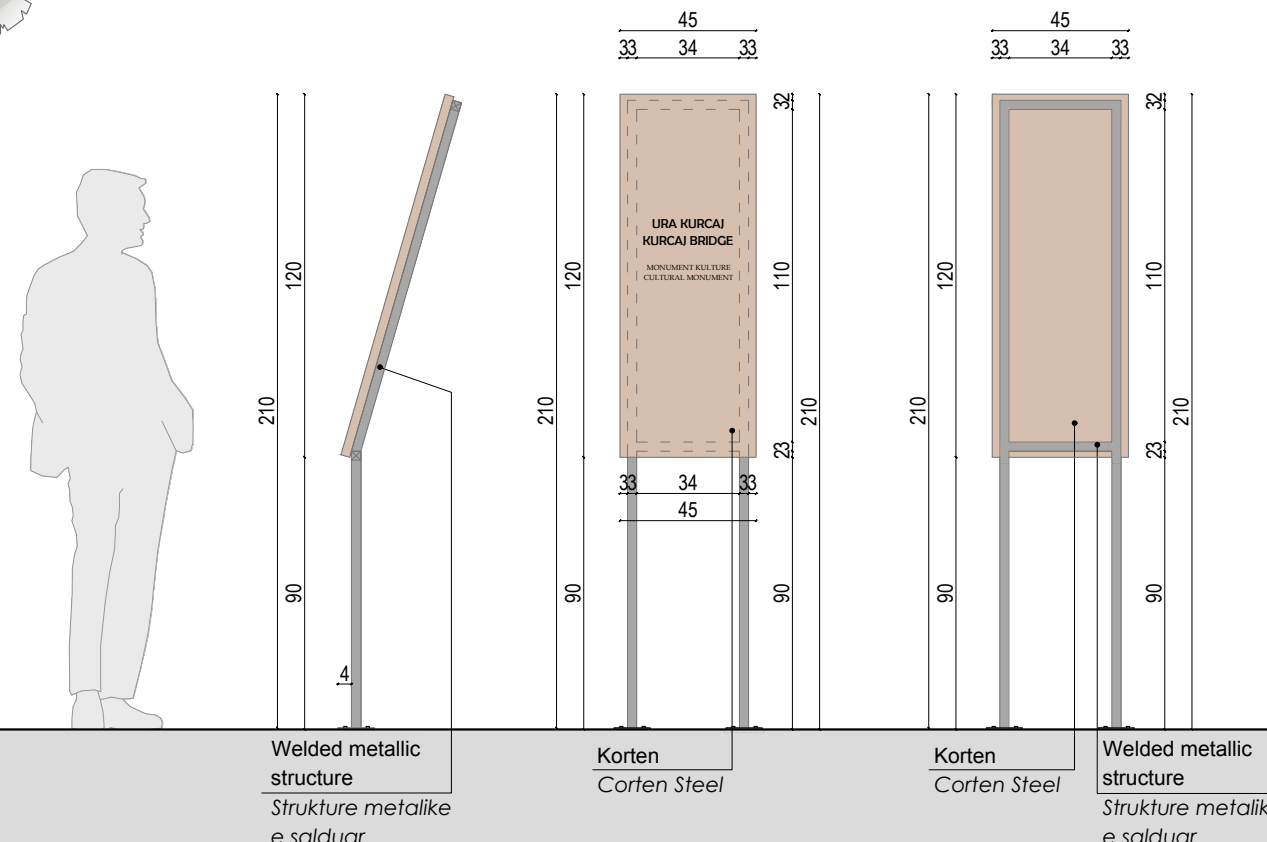 45
45
33 34 33
33 34 33
32
32
URA KURCAJ
KURCAJ BRIDGE
MONUMENT KULTURE
CULTURAL MONUMENT
120
120
110
120
110
210
210
210
210
210
23
23
33 34 33
45
90
90
90
90
90
4
Welded metallic
structure
Strukture metalike
e salduar
Korten
Corten Steel
Korten
Corten Steel
Welded metallic
structure
Strukture metalik
e salduar